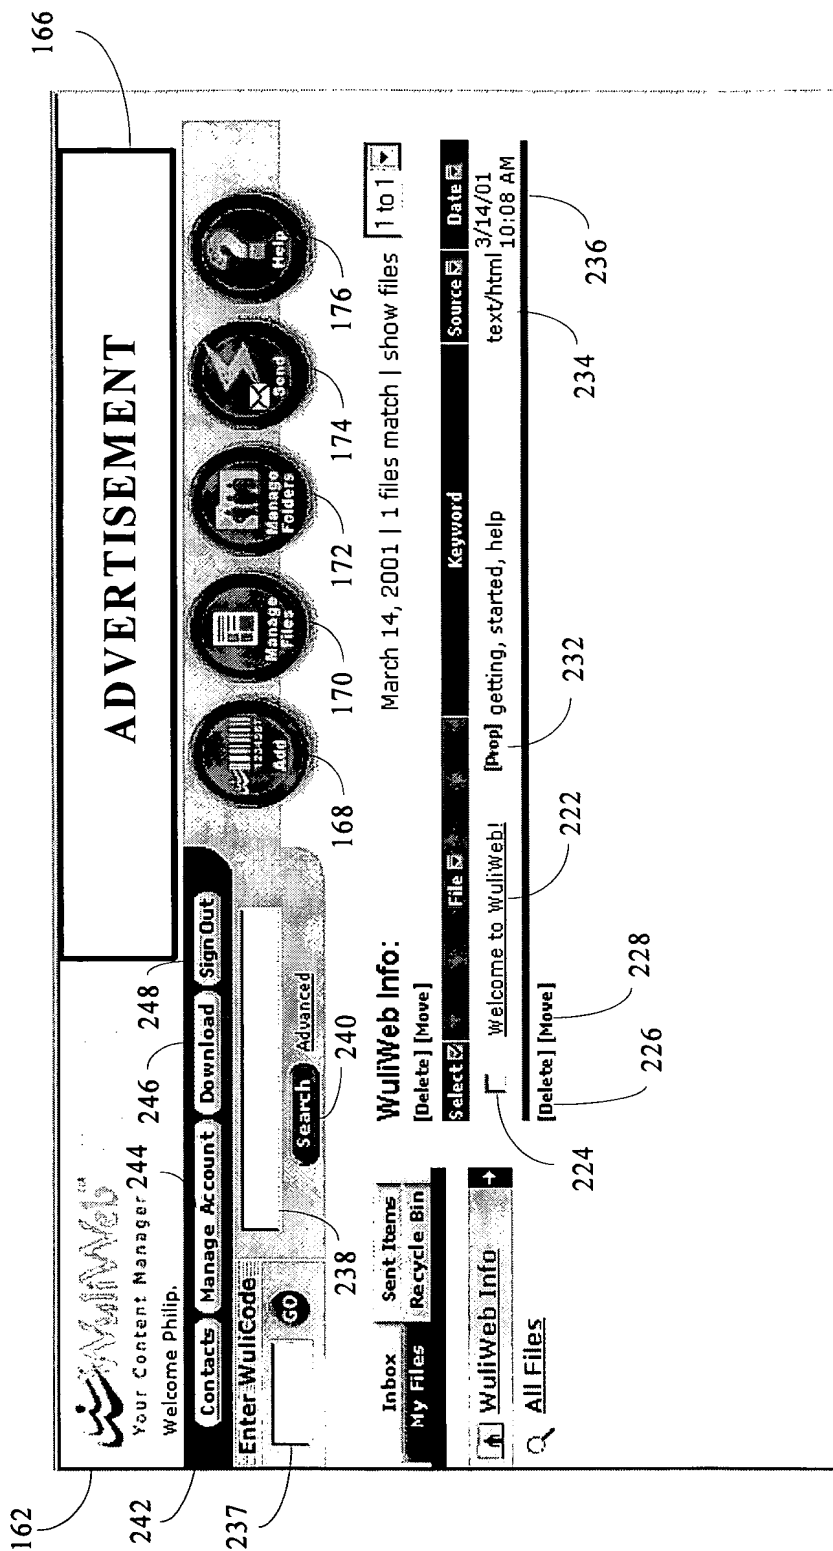 162
WuliWeb™
Your Content Manager
Welcome Philip.
ADVERTISEMENT
166
244
246
248
242
Contacts
Manage Account
Download
Sign Out
Enter WuliCode
GO
Search
Advanced
237
238
240
Add
1234567
Manage Files
Manage Folders
Send
Help
168
170
172
174
176
Inbox
Sent Items
My Files
Recycle Bin
WuliWeb Info
All Files
WuliWeb Info:
March 14, 2001 | 1 files match | show files 1 to 1
[Delete] [Move]
Select File Keyword Source Date
Welcome to WuliWeb! [Prop] getting, started, help text/html 3/14/01
10:08 AM
[Delete] [Move]
224
226
228
222
232
234
236